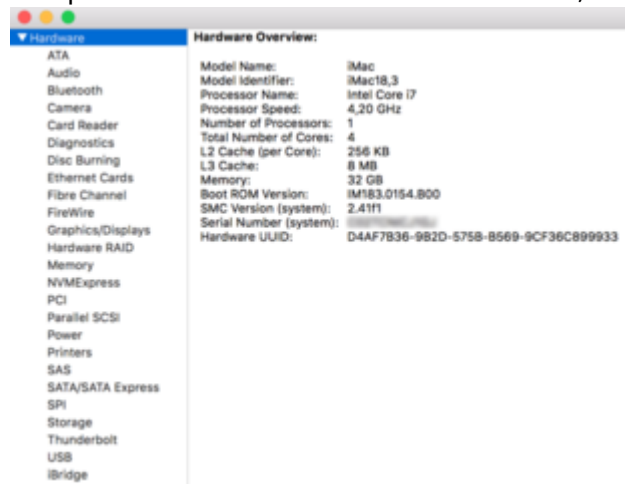 Hardware
ATA
Audio
Bluetooth
Camera
Card Reader
Diagnostics
Disc Burning
Ethernet Cards
Fibre Channel
FireWire
Graphics/Displays
Hardware RAID
Memory
NVMExpress
PCI
Parallel SCSI
Power
Printers
SAS
SATA/SATA Express
SPI
Storage
Thunderbolt
USB
iBridge
Hardware Overview:
Model Name: iMac
Model Identifier: iMac18,3
Processor Name: Intel Core i7
Processor Speed: 4,20 GHz
Number of Processors: 1
Total Number of Cores: 4
L2 Cache (per Core): 256 KB
L3 Cache: 8 MB
Memory: 32 GB
Boot ROM Version: IM183.0154.B00
SMC Version (system): 2.41f1
Serial Number (system):
Hardware UUID: D4AF7B36-9B2D-575B-B569-9CF36C899933